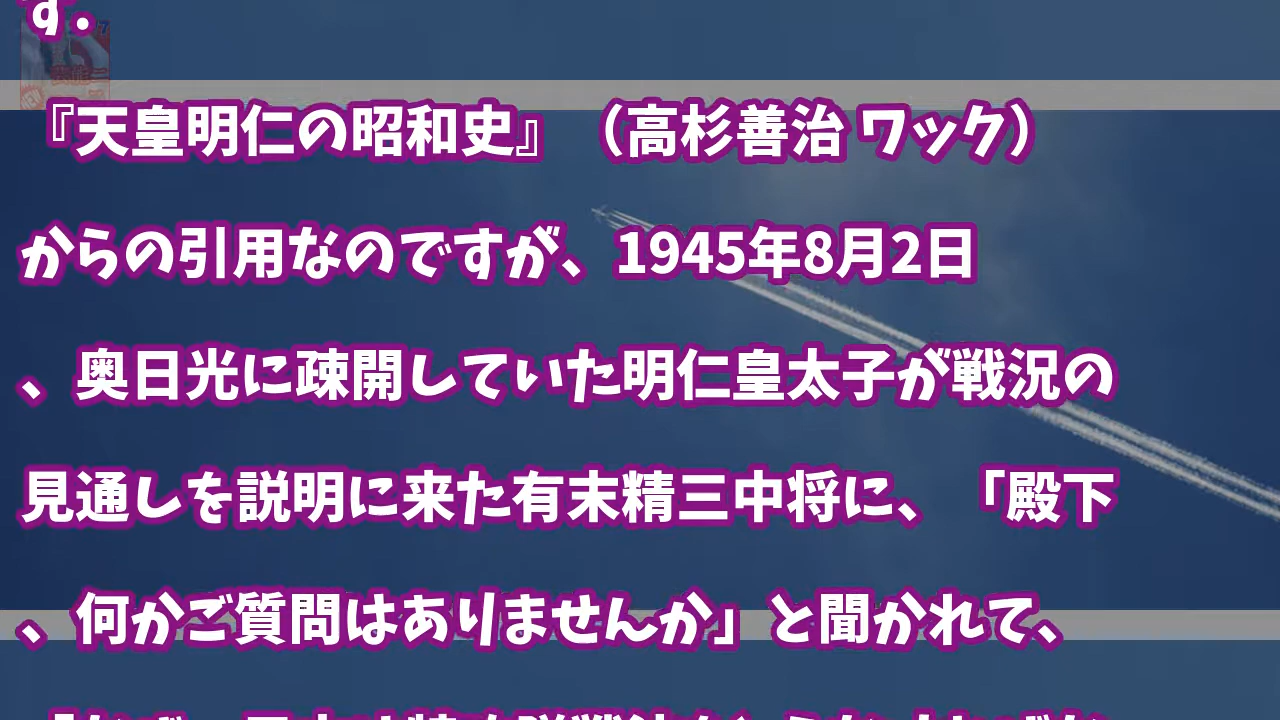 す．
『天皇明仁の昭和史』（高杉善治 ワック）
からの引用なのですが、1945年8月2日
、奥日光に疎開していた明仁皇太子が戦況の
見通しを説明に来た有末精三中将に、「殿下
、何かご質問はありませんか」と聞かれて、